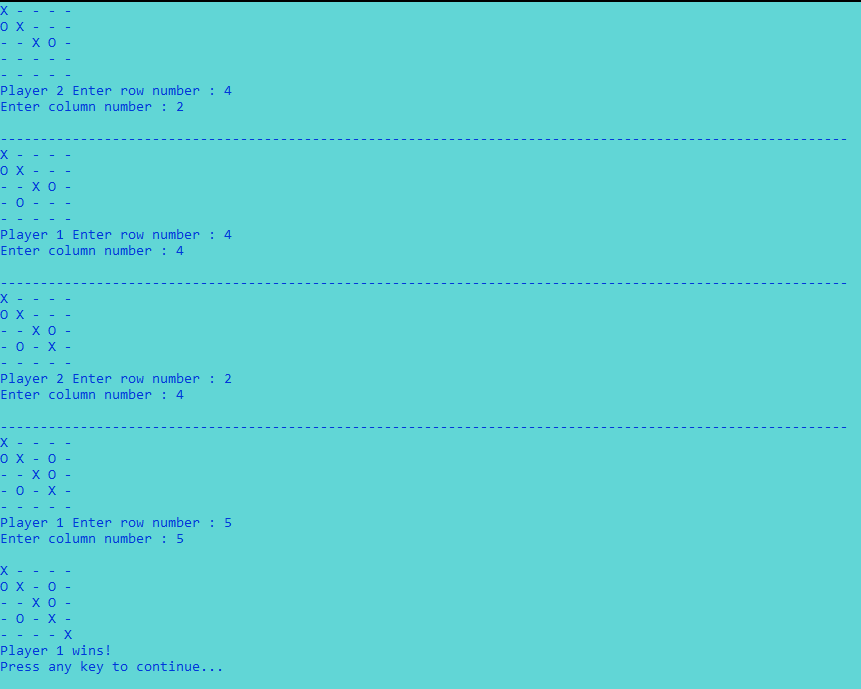 X - - - -
O X - - -
- - X O -
- - - - -
- - - - -
Player 2 Enter row number : 4
Enter column number : 2
----------------------------------------------------------------------------------------------------------
X - - - -
O X - - -
- - X O -
- O - - -
- - - - -
Player 1 Enter row number : 4
Enter column number : 4
----------------------------------------------------------------------------------------------------------
X - - - -
O X - - -
- - X O -
- O - X -
- - - - -
Player 2 Enter row number : 2
Enter column number : 4
----------------------------------------------------------------------------------------------------------
X - - - -
O X - O -
- - X O -
- O - X -
- - - - -
Player 1 Enter row number : 5
Enter column number : 5
X - - - -
O X - O -
- - X O -
- O - X -
- - - - X
Player 1 wins!
Press any key to continue...